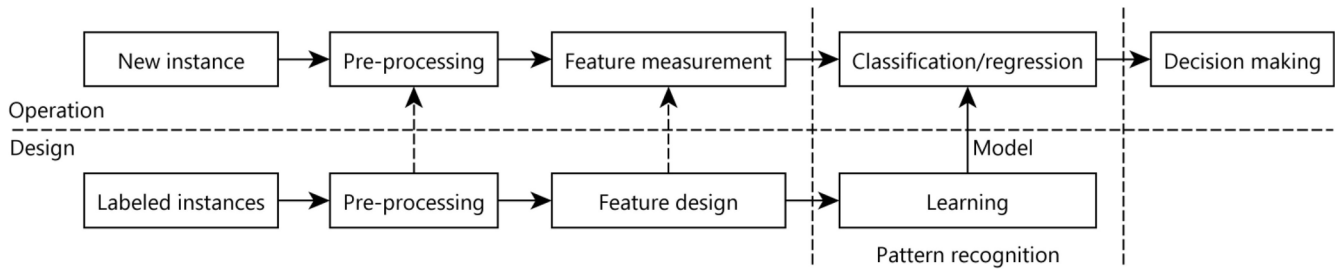 New instance
Pre-processing
Feature measurement
Classification/regression
Decision making
Operation
Design
Model
Labeled instances
Pre-processing
Feature design
Learning
Pattern recognition